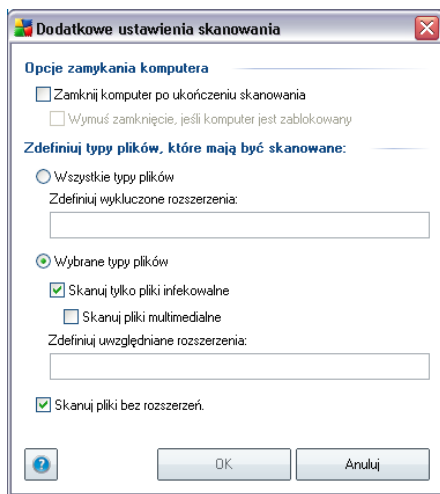 Dodatkowe ustawienia skanowania
Opcje zamykania komputera
Zamknij komputer po ukończeniu skanowania
Wymuś zamknięcie, jeśli komputer jest zablokowany
Zdefiniuj typy plików, które mają być skanowane:
Wszystkie typy plików
Zdefiniuj wykluczone rozszerzenia:
Wybrane typy plików
Skanuj tylko pliki infekowalne
Skanuj pliki multimedialne
Zdefiniuj uwzględniane rozszerzenia:
Skanuj pliki bez rozszerzeń.
? OK Anuluj